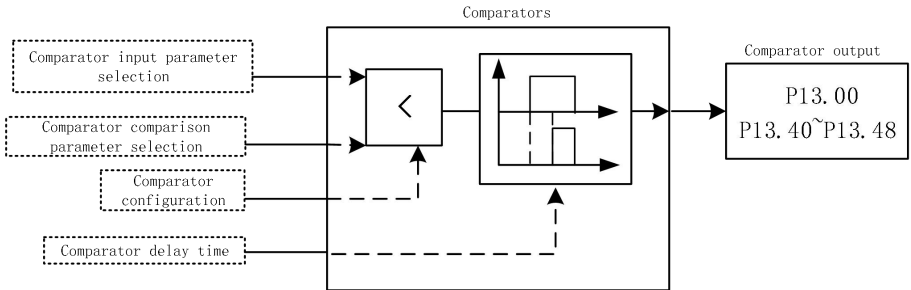 Comparators
Comparator input parameter
selection
Comparator comparison
parameter selection
Comparator
configuration
Comparator delay time
<
Comparator output
P13.00
P13.40~P13.48